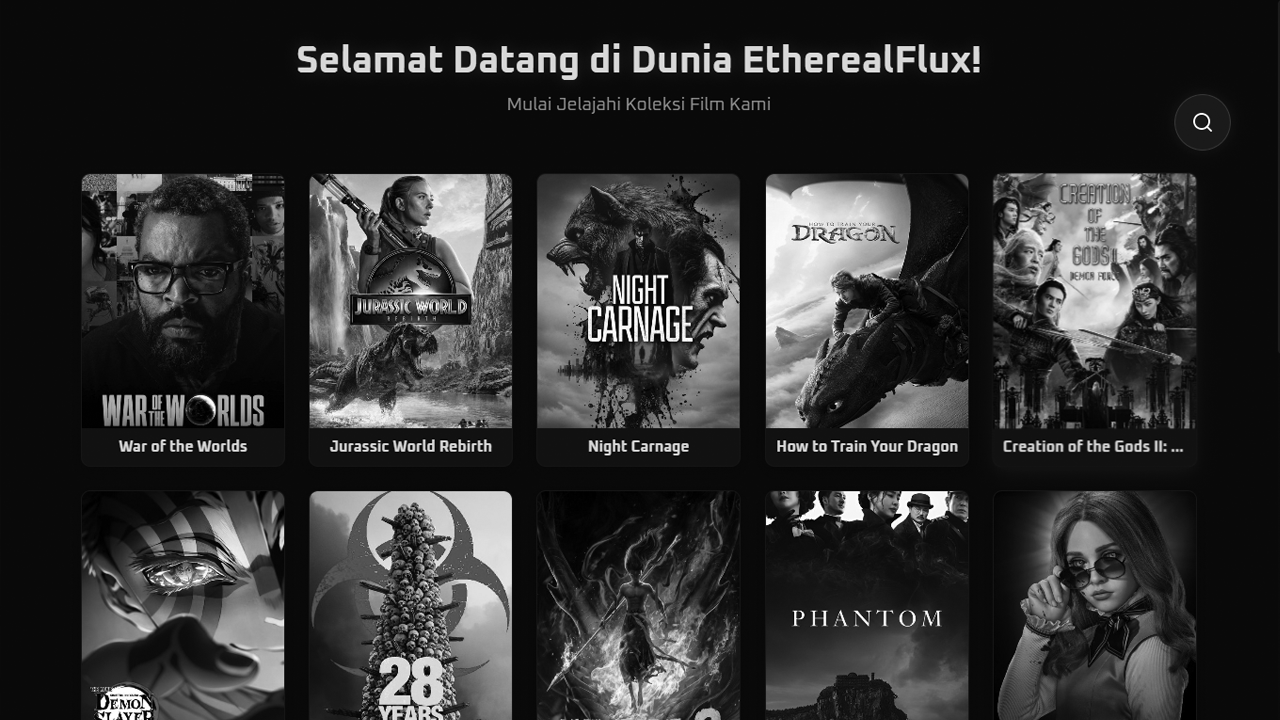 Selamat Datang di Dunia EtherealFlux!
Mulai Jelajahi Koleksi Film Kami
WAR OF THE WORLDS
War of the Worlds
JURASSIC WORLD
REBIRTH
Jurassic World Rebirth
NIGHT
CARNAGE
Night Carnage
HOW TO TRAIN YOUR
DRAGON
How to Train Your Dragon
CREATION
OF
THE
GODS II
DEMON FORCE
Creation of the Gods II: ...
DEMON
SLAYER
28
YEARS
PHANTOM